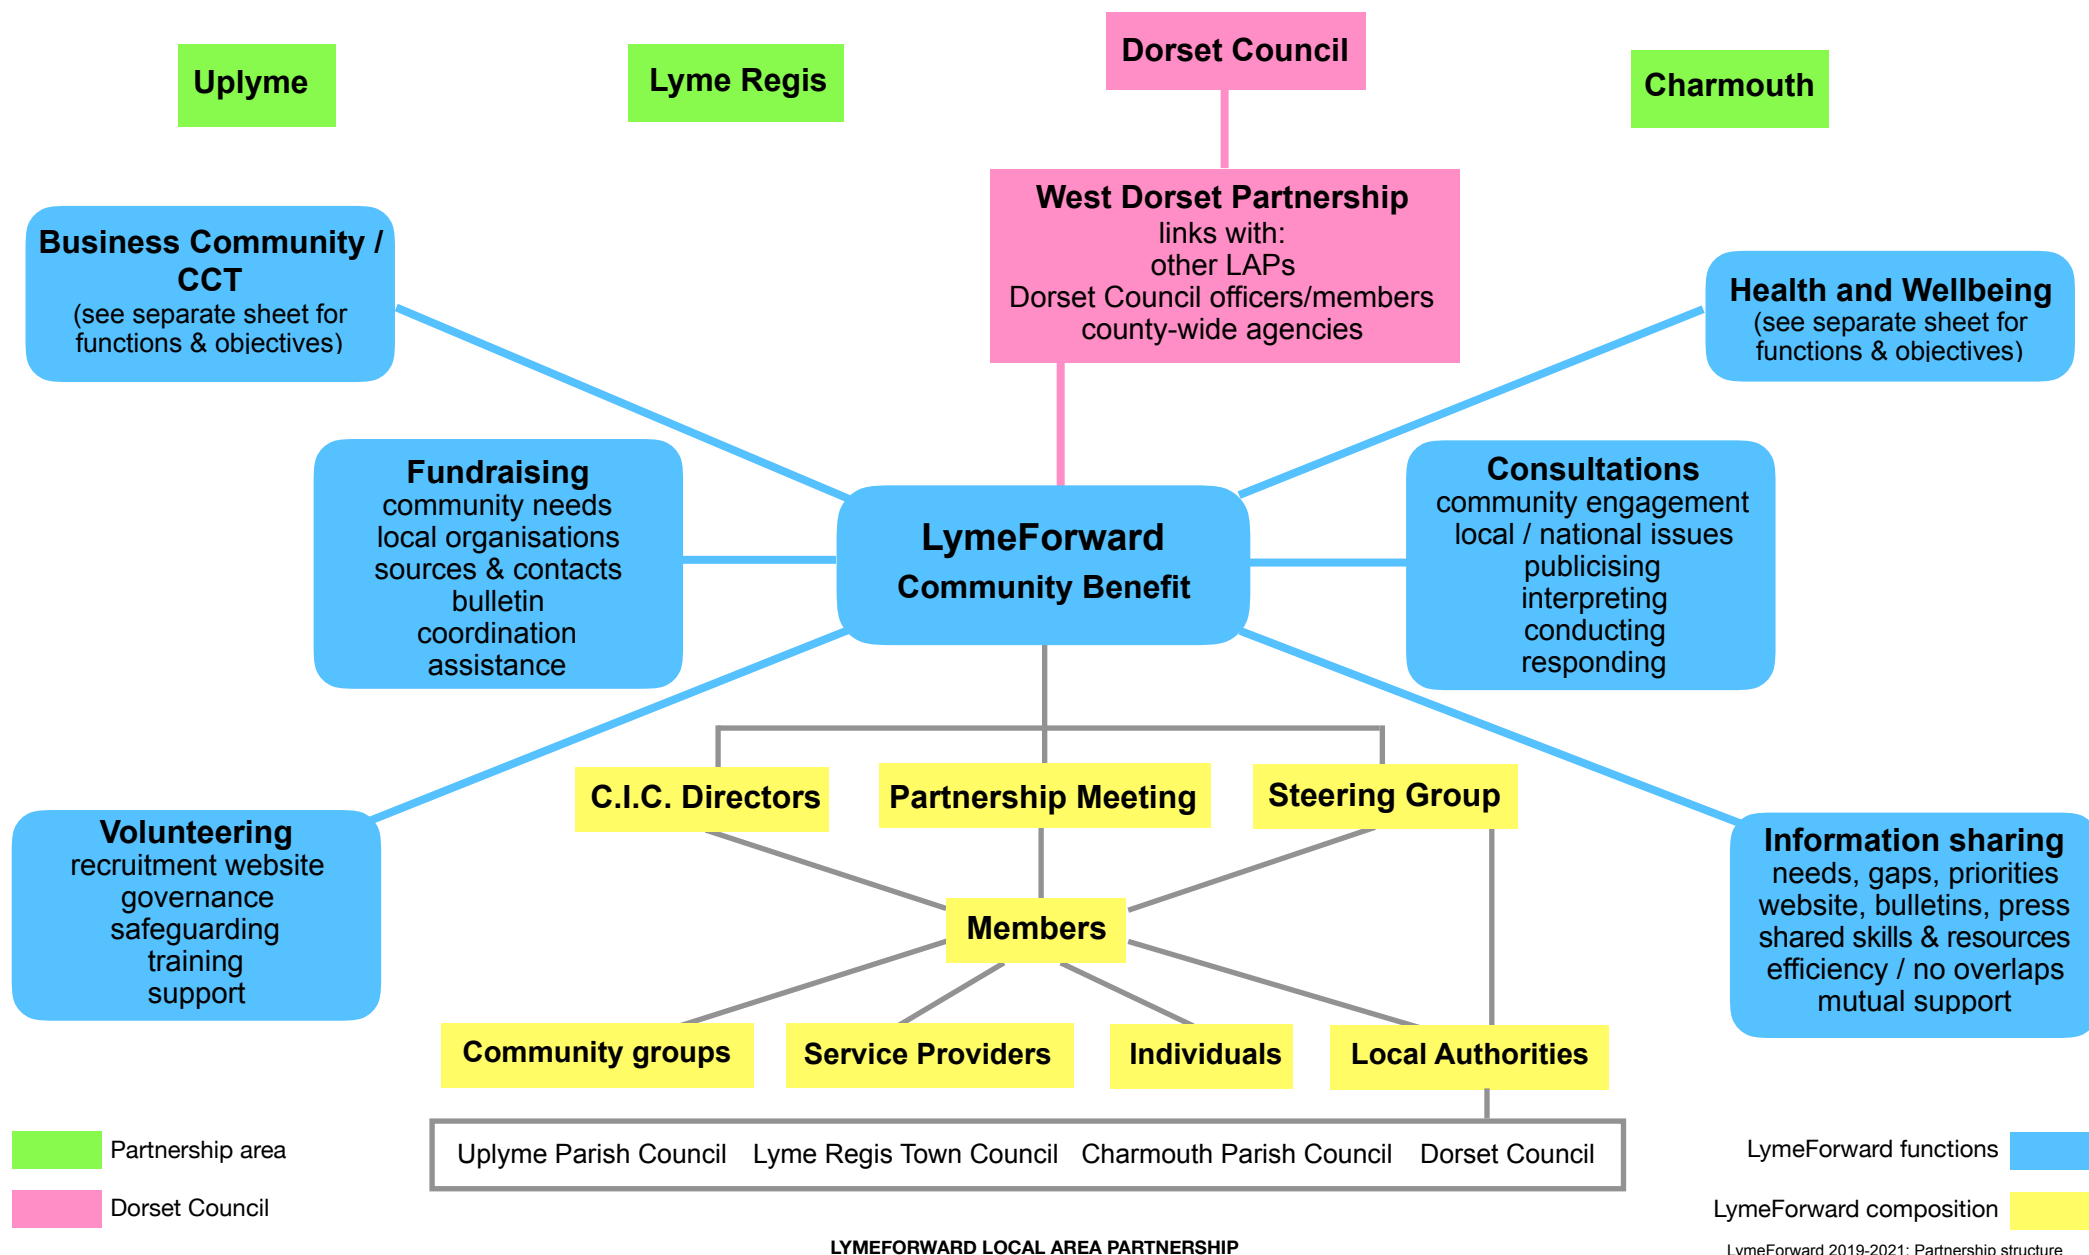 Uplyme
Lyme Regis
Dorset Council
Charmouth
West Dorset Partnership
links with:
other LAPs
Dorset Council officers/members
county-wide agencies
Business Community /
CCT
(see separate sheet for
functions & objectives)
Health and Wellbeing
(see separate sheet for
functions & objectives)
Fundraising
community needs
local organisations
sources & contacts
bulletin
coordination
assistance
LymeForward
Community Benefit
Consultations
community engagement
local / national issues
publicising
interpreting
conducting
responding
C.I.C. Directors
Partnership Meeting
Steering Group
Volunteering
recruitment website
governance
safeguarding
training
support
Members
Information sharing
needs, gaps, priorities
website, bulletins, press
shared skills & resources
efficiency / no overlaps
mutual support
Community groups
Service Providers
Individuals
Local Authorities
Uplyme Parish Council Lyme Regis Town Council Charmouth Parish Council Dorset Council
Partnership area
Dorset Council
LymeForward functions
LymeForward composition
LYMEFORWARD LOCAL AREA PARTNERSHIP
LymeForward 2019-2021: Partnership structure